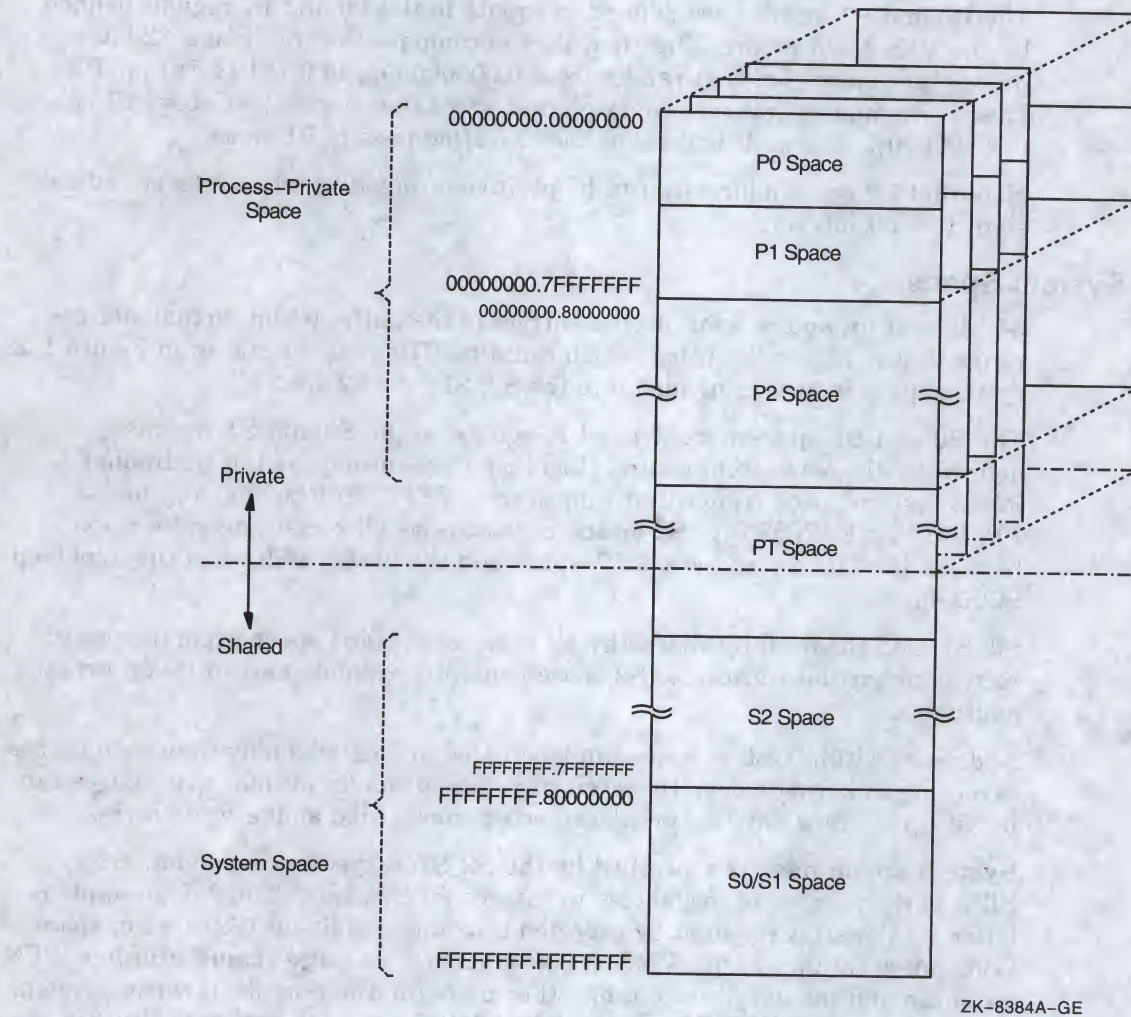 00000000.00000000
P0 Space
Process–Private
Space
P1 Space
00000000.7FFFFFFF
00000000.80000000
P2 Space
Private
PT Space
Shared
S2 Space
FFFFFFFF.7FFFFFFF
FFFFFFFF.80000000
System Space
S0/S1 Space
FFFFFFFF.FFFFFFFF
ZK–8384A–GE